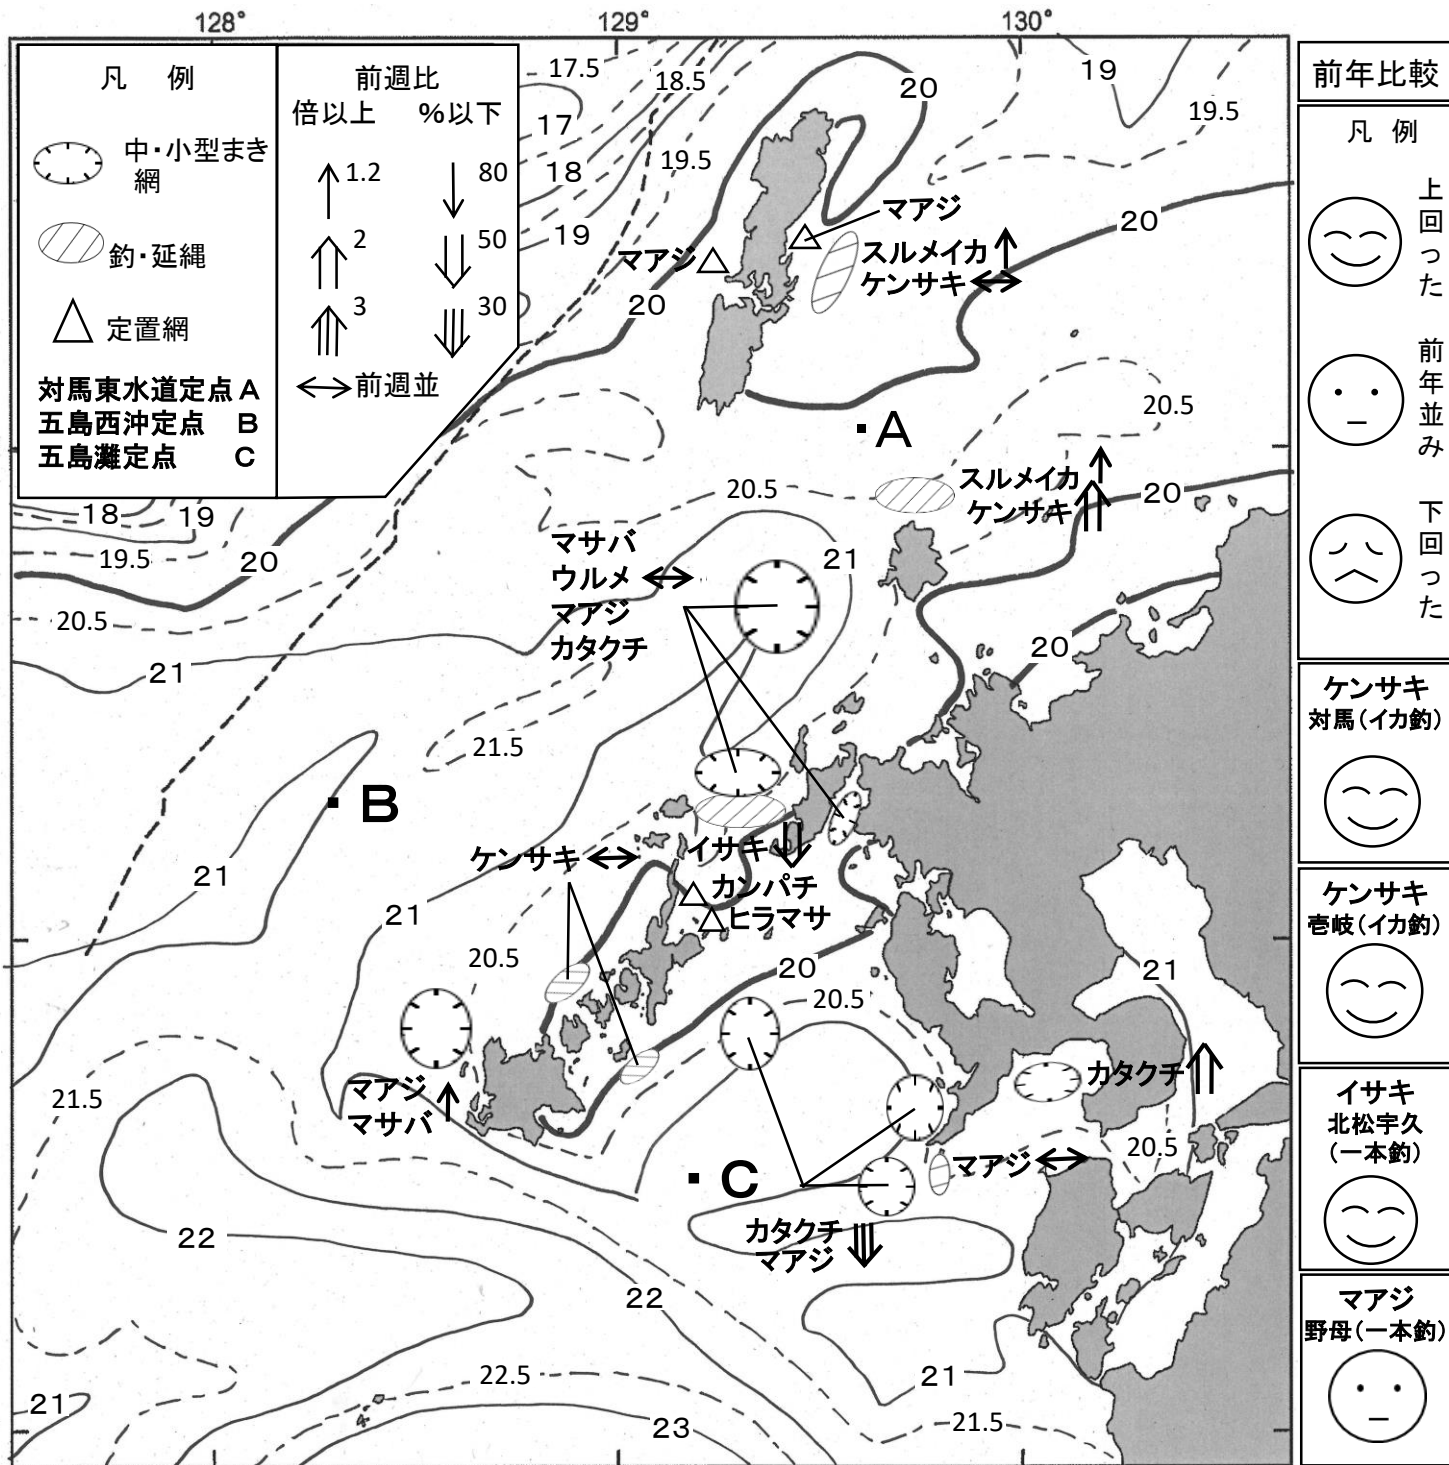 128°
129°
130°
凡 例
中・小型まき
網
釣・延縄
定置網
対馬東水道定点 A
五島西沖定点 B
五島灘定点 C
前週比
倍以上 %以下
1.2 80
2 50
3 30
前週並
17.5
17
18
18.5
19
19.5
20
19
19.5
20
20
マアジ
マアジ
スルメイカ
ケンサキ
A
20.5
20.5
スルメイカ
ケンサキ
20
18
19
19.5
20
20.5
21
マサバ
ウルメ
マアジ
カタクチ
21
20
21.5
B
21
21
ケンサキ
イサキ
カンパチ
ヒラマサ
20.5
20
20.5
21
マアジ
マサバ
カタクチ
マアジ
20.5
C
カタクチ
マアジ
21.5
22
22
22.5
23
21
21
21.5
前年比較
凡 例
上回った
前年並み
下回った
ケンサキ
対馬(イカ釣)
ケンサキ
壱岐(イカ釣)
イサキ
北松宇久
(一本釣)
マアジ
野母(一本釣)